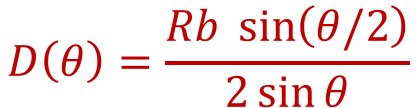 D(θ) = Rb sin(θ/2) / 2 sin θ